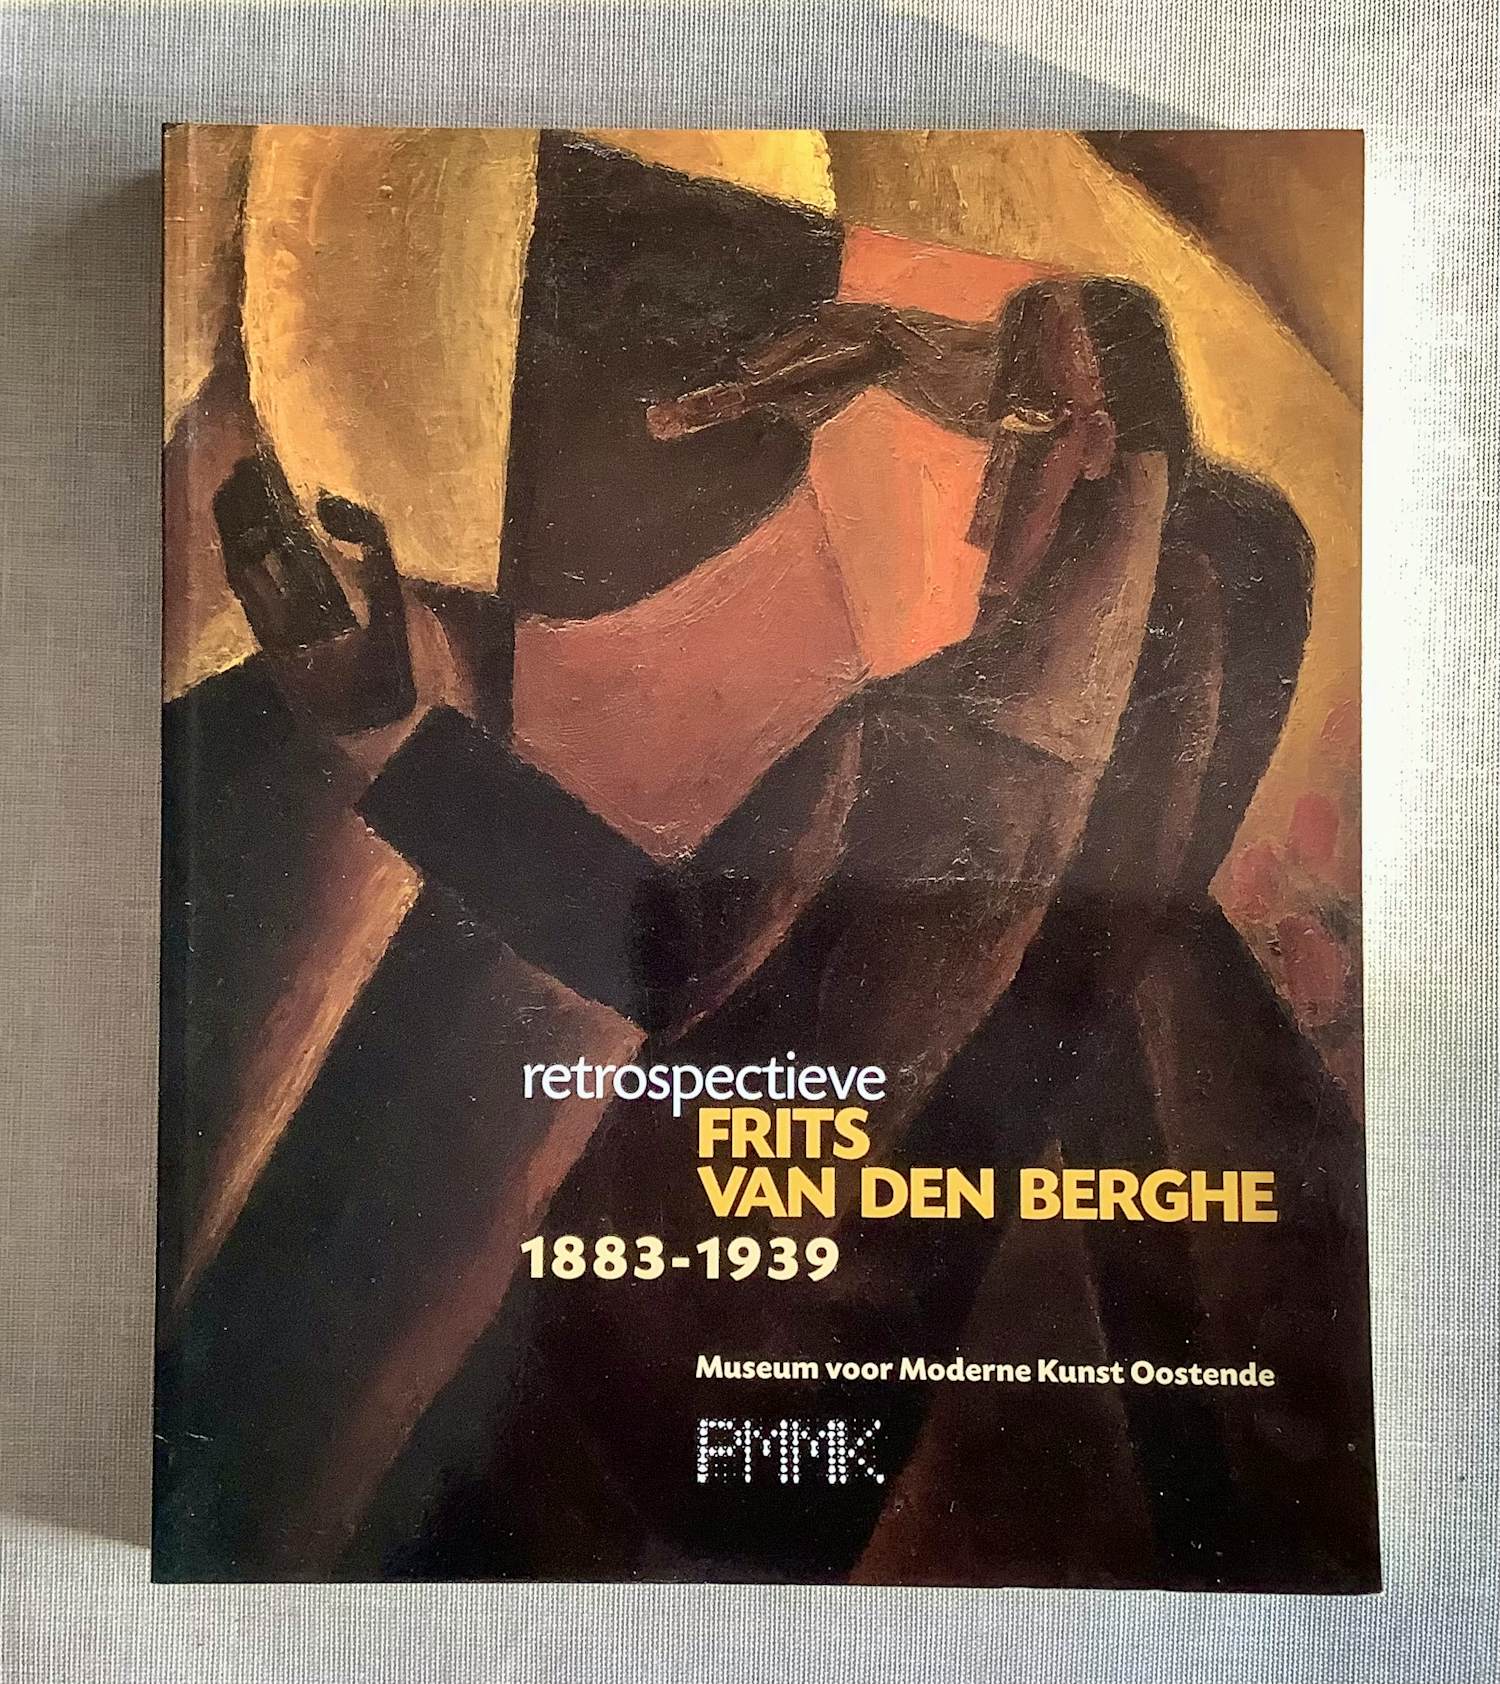 retrospectieve
FRITS
VAN DEN BERGHE
1883-1939
Museum voor Moderne Kunst Oostende
PMMK